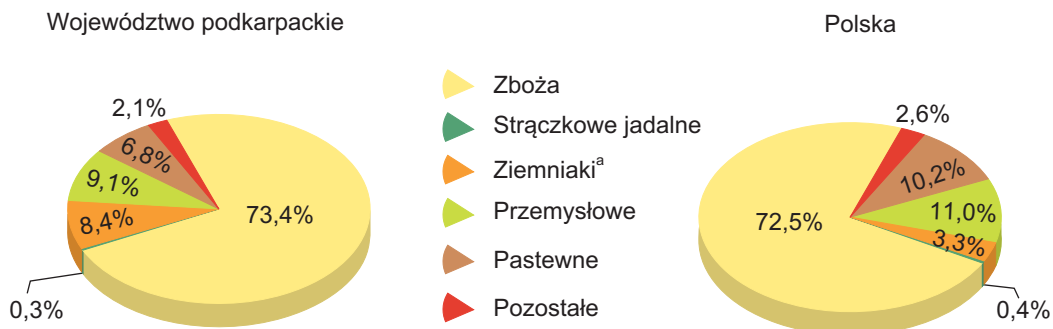 Województwo podkarpackie
2,1%
6,8%
9,1%
8,4%
0,3%
73,4%
Zboża
Strączkowe jadalne
Ziemniakiᵃ
Przemysłowe
Pastewne
Pozostałe
Polska
2,6%
10,2%
11,0%
3,3%
0,4%
72,5%